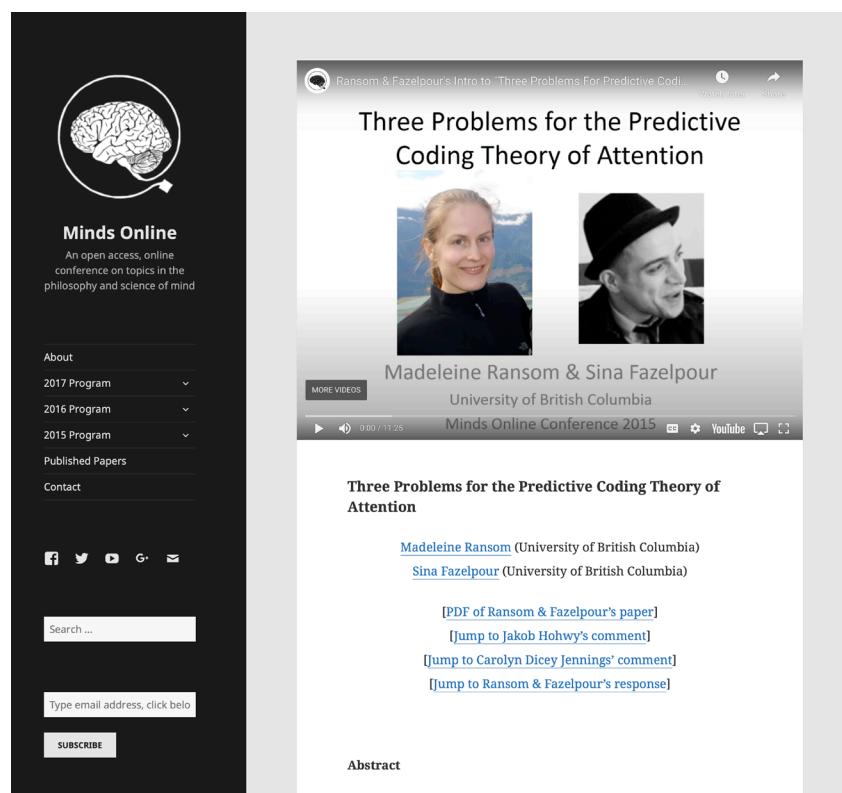 Minds Online
An open access, online
conference on topics in the
philosophy and science of mind
About
2017 Program
2016 Program
2015 Program
Published Papers
Contact
Search …
Type email address, click belo
SUBSCRIBE
Ransom & Fazelpour's Intro to "Three Problems For Predictive Codi...
Watch later
Share
Three Problems for the Predictive
Coding Theory of Attention
Madeleine Ransom & Sina Fazelpour
University of British Columbia
Minds Online Conference 2015
MORE VIDEOS
0:00 / 11:25
CC
YouTube
Three Problems for the Predictive Coding Theory of
Attention
Madeleine Ransom (University of British Columbia)
Sina Fazelpour (University of British Columbia)
[PDF of Ransom & Fazelpour’s paper]
[Jump to Jakob Hohwy’s comment]
[Jump to Carolyn Dicey Jennings’ comment]
[Jump to Ransom & Fazelpour’s response]
Abstract